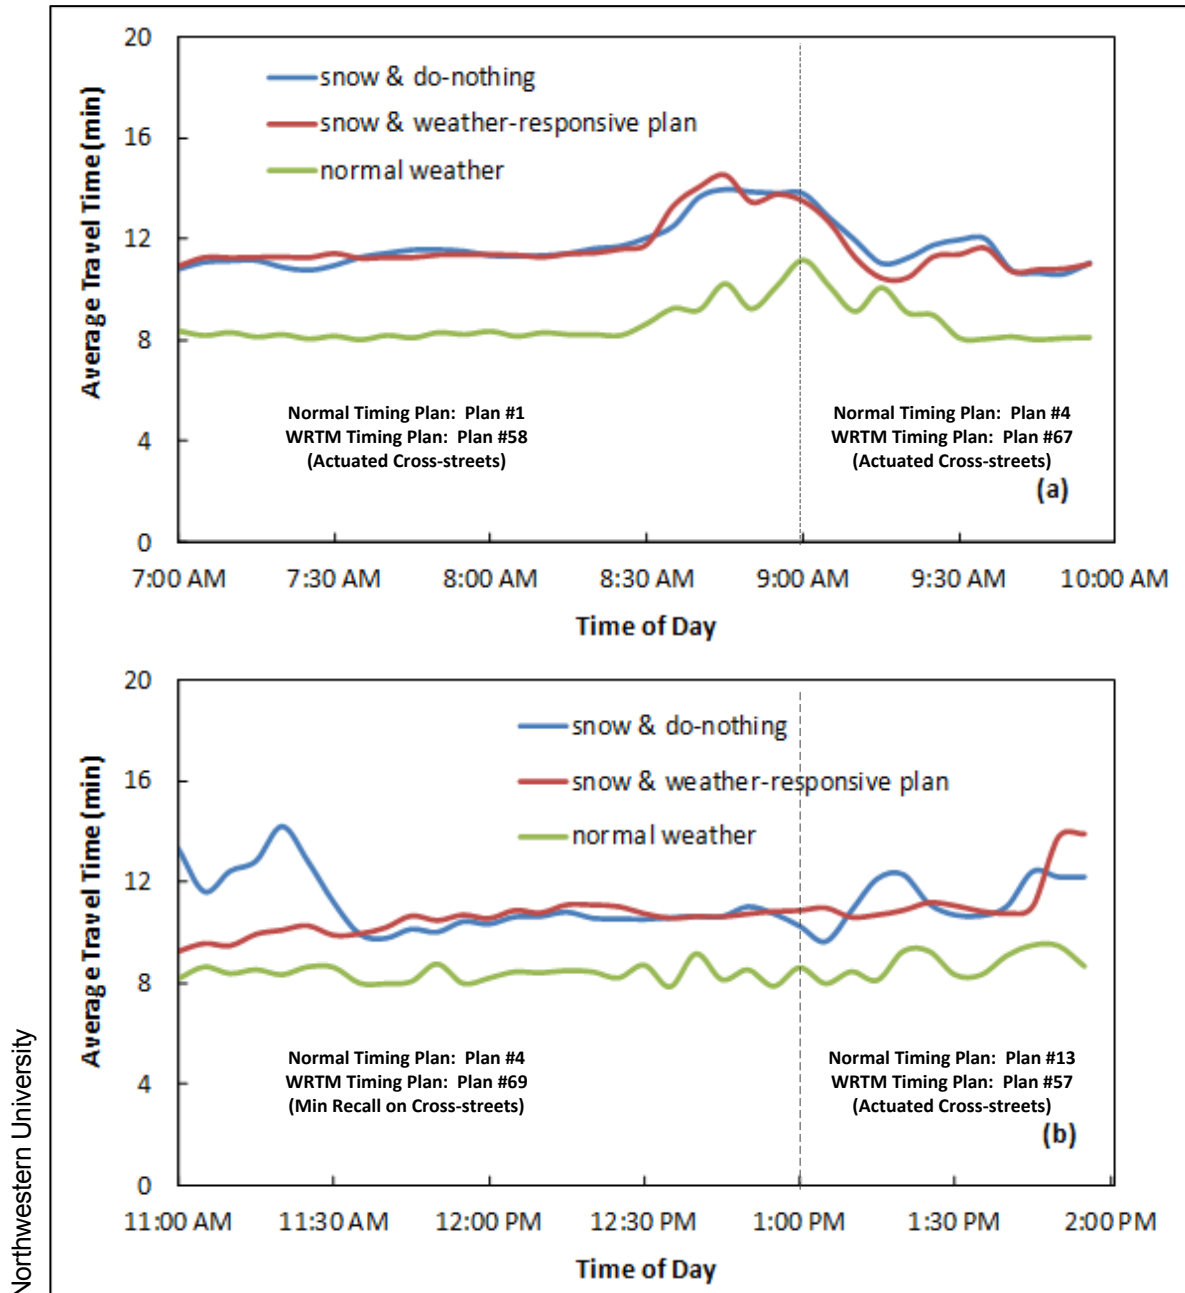 20
16
12
8
4
0
Average Travel Time (min)
snow & do-nothing
snow & weather-responsive plan
normal weather
Normal Timing Plan: Plan #1
WRTM Timing Plan: Plan #58
(Actuated Cross-streets)
Normal Timing Plan: Plan #4
WRTM Timing Plan: Plan #67
(Actuated Cross-streets)
(a)
7:00 AM 7:30 AM 8:00 AM 8:30 AM 9:00 AM 9:30 AM 10:00 AM
Time of Day
20
16
12
8
4
0
Average Travel Time (min)
snow & do-nothing
snow & weather-responsive plan
normal weather
Normal Timing Plan: Plan #4
WRTM Timing Plan: Plan #69
(Min Recall on Cross-streets)
Normal Timing Plan: Plan #13
WRTM Timing Plan: Plan #57
(Actuated Cross-streets)
(b)
11:00 AM 11:30 AM 12:00 PM 12:30 PM 1:00 PM 1:30 PM 2:00 PM
Time of Day
Northwestern University